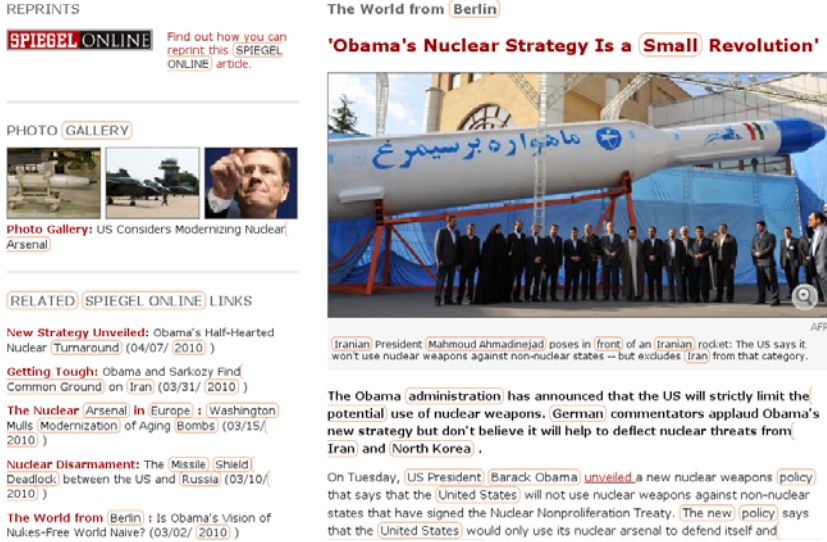 REPRINTS
SPIEGEL ONLINE
Find out how you can
reprint this SPIEGEL
ONLINE article.
PHOTO GALLERY
Photo Gallery: US Considers Modernizing Nuclear
Arsenal
RELATED SPIEGEL ONLINE LINKS
New Strategy Unveiled: Obama's Half-Hearted
Nuclear Turnaround (04/07/ 2010 )
Getting Tough: Obama and Sarkozy Find
Common Ground on Iran (03/31/ 2010 )
The Nuclear Arsenal in Europe : Washington
Mulls Modernization of Aging Bombs (03/15/
2010 )
Nuclear Disarmament: The Missile Shield
Deadlock between the US and Russia (03/10/
2010 )
The World from Berlin : Is Obama's Vision of
Nukes-Free World Naive? (03/02/ 2010 )
The World from Berlin
'Obama's Nuclear Strategy Is a Small Revolution'
ماهواره بر سیمرغ
AFP
Iranian President Mahmoud Ahmadinejad poses in front of an Iranian rocket: The US says it
won't use nuclear weapons against non-nuclear states -- but excludes Iran from that category.
The Obama administration has announced that the US will strictly limit the
potential use of nuclear weapons. German commentators applaud Obama's
new strategy but don't believe it will help to deflect nuclear threats from
Iran and North Korea .
On Tuesday, US President Barack Obama unveiled a new nuclear weapons policy
that says that the United States will not use nuclear weapons against non-nuclear
states that have signed the Nuclear Nonproliferation Treaty. The new policy says
that the United States would only use its nuclear arsenal to defend itself and